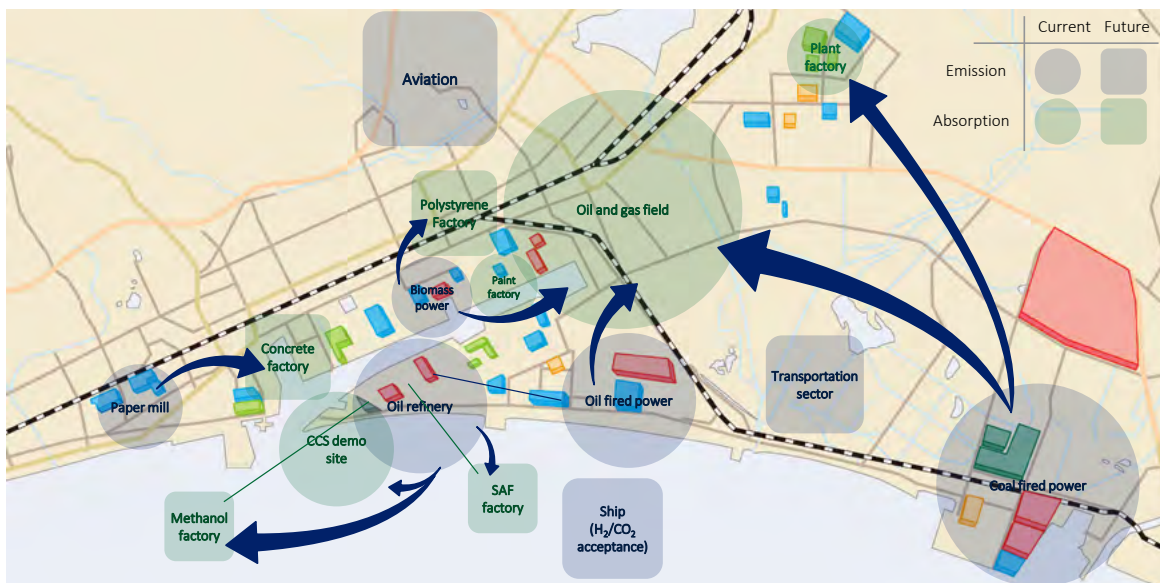 Current Future
Emission
Absorption
Aviation
Plant
factory
Polystyrene
Factory
Oil and gas field
Biomass
power
Paint
factory
Concrete
factory
Paper mill
Oil refinery
Oil fired power
Transportation
sector
CCS demo
site
SAF
factory
Methanol
factory
Ship
(H₂/CO₂
acceptance)
Goal fired power